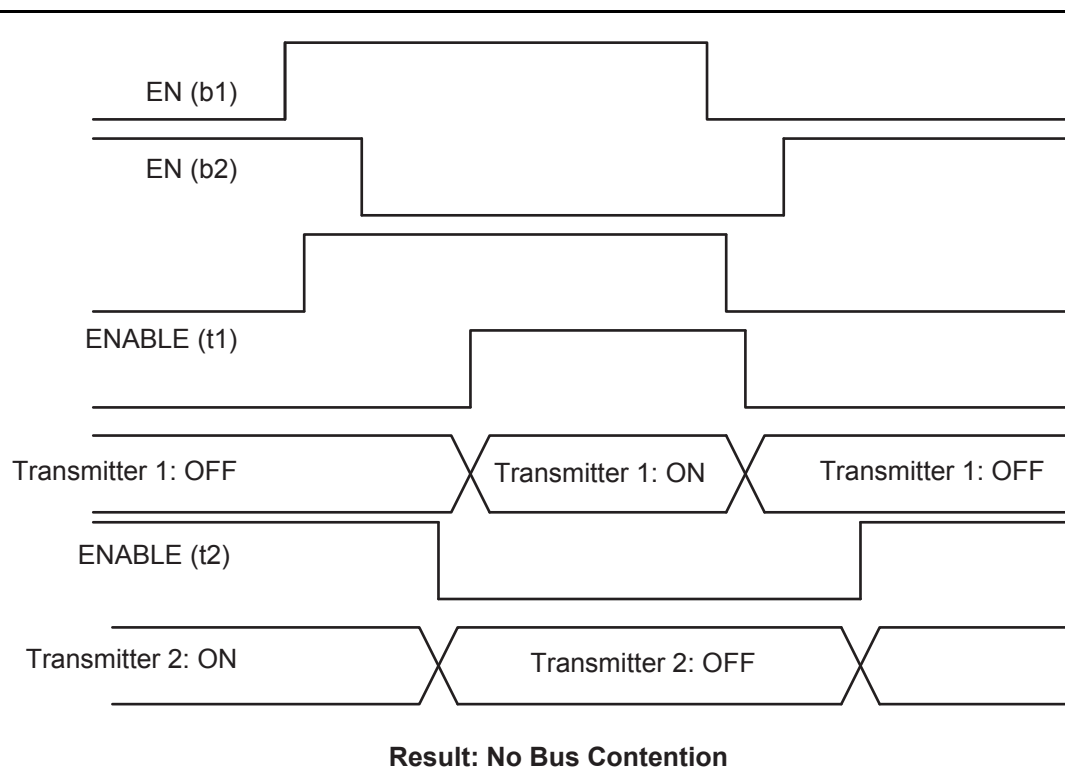 EN (b1)
EN (b2)
ENABLE (t1)
Transmitter 1: OFF
Transmitter 1: ON
Transmitter 1: OFF
ENABLE (t2)
Transmitter 2: ON
Transmitter 2: OFF
Result: No Bus Contention